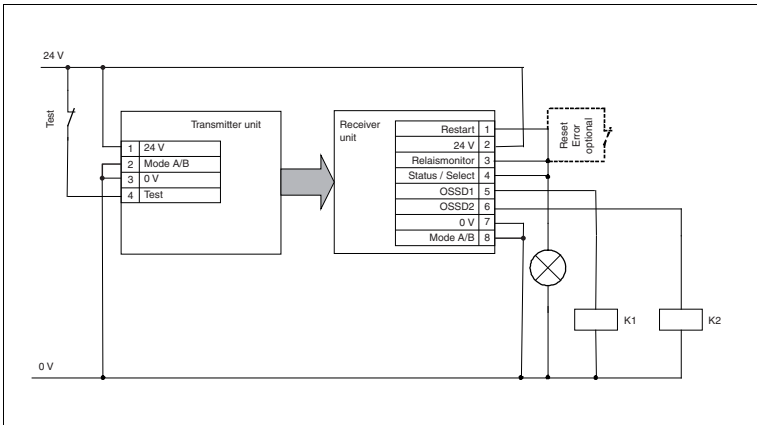 24 V
Test
Transmitter unit
1 24 V
2 Mode A/B
3 0 V
4 Test
Receiver
unit
Restart 1
24 V 2
Relaismonitor 3
Status / Select 4
OSSD1 5
OSSD2 6
0 V 7
Mode A/B 8
Reset
Error
optional
K1
K2
0 V